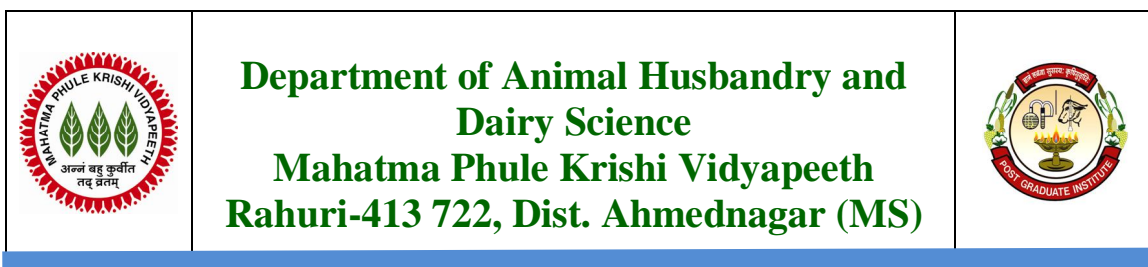 MAHATMA PHULE KRISHI VIDYAPEETH
अन्नं बहु कुर्वीत
तद् व्रतम्
Department of Animal Husbandry and
Dairy Science
Mahatma Phule Krishi Vidyapeeth
Rahuri-413 722, Dist. Ahmednagar (MS)
POST GRADUATE INSTITUTE